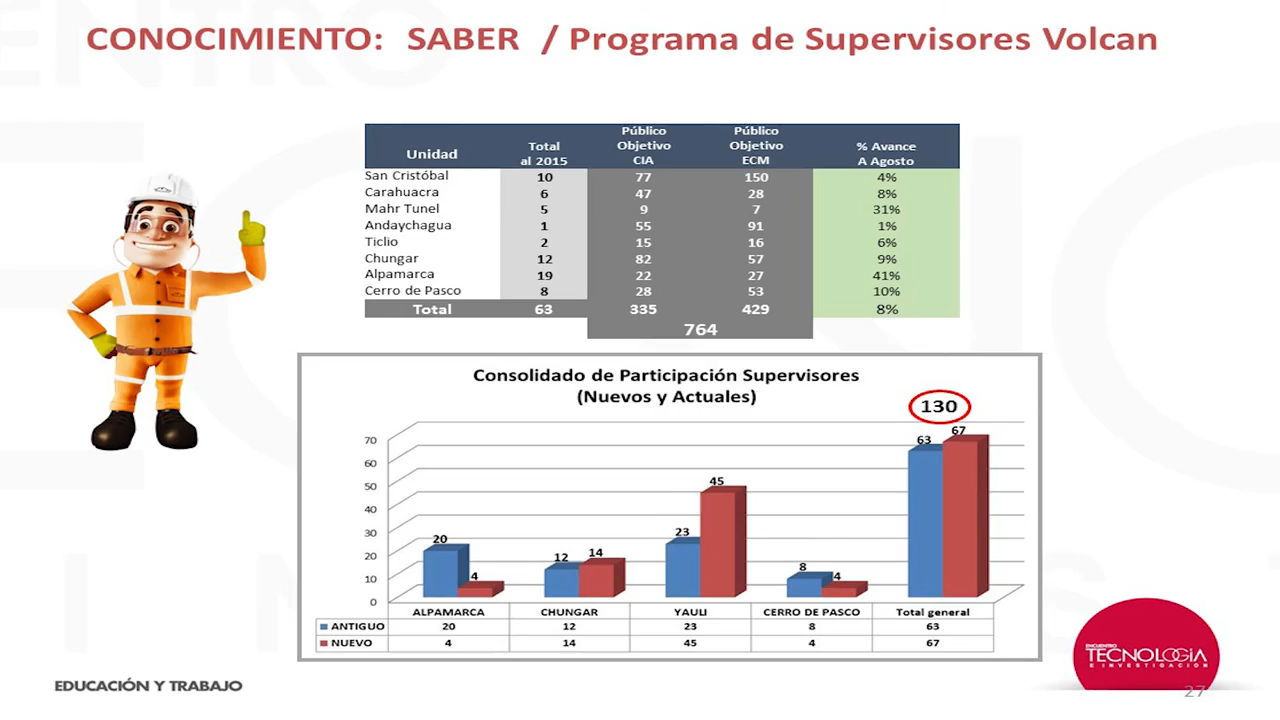 CONOCIMIENTO: SABER / Programa de Supervisores Volcan
Unidad Total al 2015 Público Objetivo CIA Público Objetivo ECM % Avance A Agosto
San Cristóbal 10 77 150 4%
Carahuacra 6 47 28 8%
Mahr Tunel 5 9 7 31%
Andaychagua 1 55 91 1%
Ticlio 2 15 16 6%
Chungar 12 82 57 9%
Alpamarca 19 22 27 41%
Cerro de Pasco 8 28 53 10%
Total 63 335 429 8%
764
Consolidado de Participación Supervisores
(Nuevos y Actuales)
130
70
60
50
40
30
20
10
0
20 4 12 14 23 45 8 4 63 67
ALPAMARCA CHUNGAR YAULI CERRO DE PASCO Total general
ANTIGUO 20 12 23 8 63
NUEVO 4 14 45 4 67
ENCUENTRO
TECNOLOGÍA
E INVESTIGACIÓN
EDUCACIÓN Y TRABAJO
27